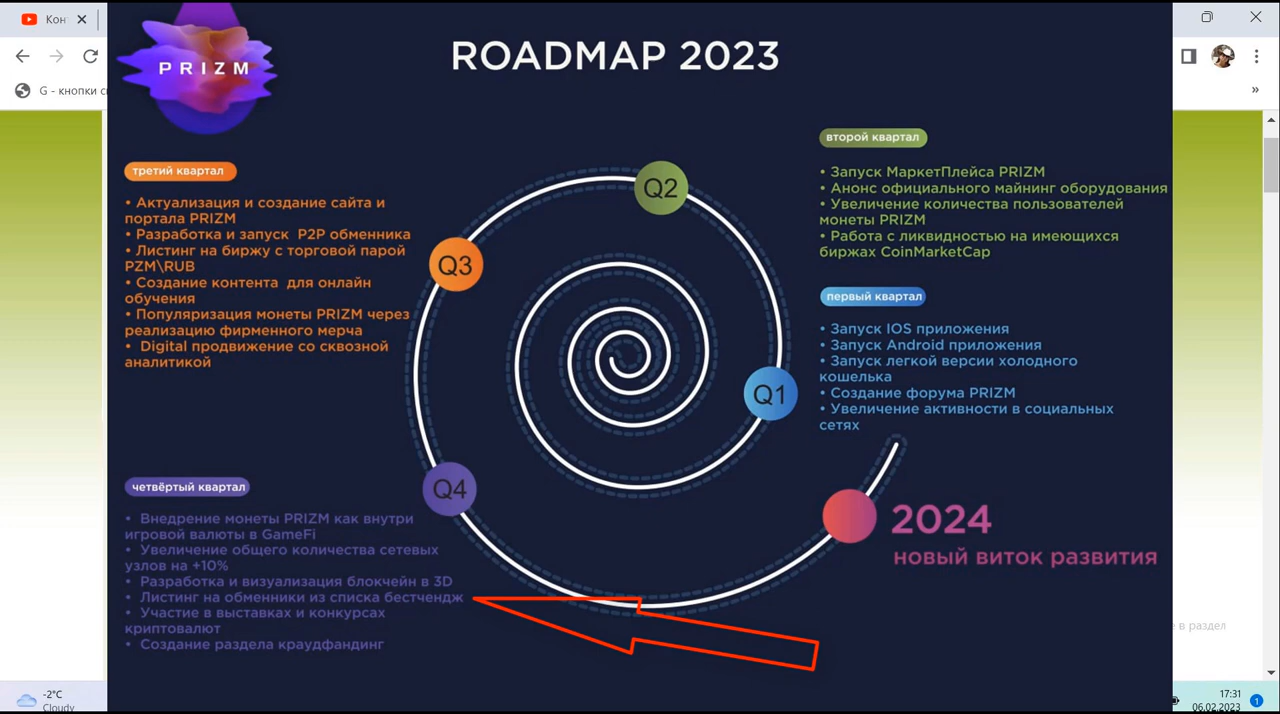 Кон
G - кнопки
PRIZM
ROADMAP 2023
третий квартал
• Актуализация и создание сайта и
портала PRIZM
• Разработка и запуск P2P обменника
• Листинг на биржу с торговой парой
PZM\RUB
• Создание контента для онлайн
обучения
• Популяризация монеты PRIZM через
реализацию фирменного мерча
• Digital продвижение со сквозной
аналитикой
Q3
Q2
второй квартал
• Запуск МаркетПлейса PRIZM
• Анонс официального майнинг оборудования
• Увеличение количества пользователей
монеты PRIZM
• Работа с ликвидностью на имеющихся
биржах CoinMarketCap
Q1
первый квартал
• Запуск IOS приложения
• Запуск Android приложения
• Запуск легкой версии холодного
кошелька
• Создание форума PRIZM
• Увеличение активности в социальных
сетях
Q4
четвёртый квартал
• Внедрение монеты PRIZM как внутри
игровой валюты в GameFi
• Увеличение общего количества сетевых
узлов на +10%
• Разработка и визуализация блокчейн в 3D
• Листинг на обменники из списка бестчендж
• Участие в выставках и конкурсах
криптовалют
• Создание раздела краудфандинг
2024
новый виток развития
е в раздел
-2°C
Cloudy
17:31
06.02.2023
1